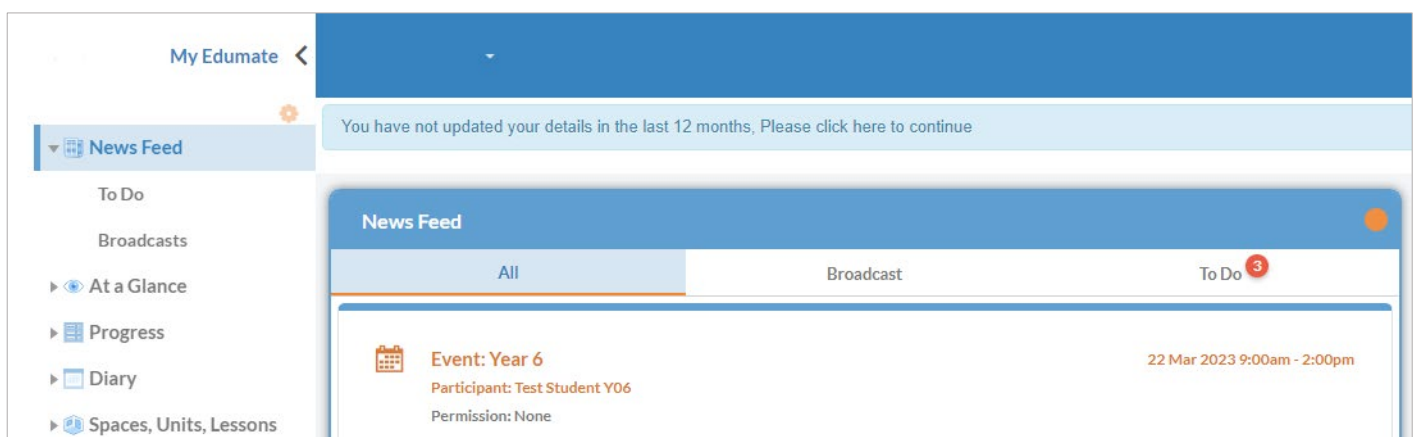 My Edumate
You have not updated your details in the last 12 months, Please click here to continue
News Feed
To Do
Broadcasts
At a Glance
Progress
Diary
Spaces, Units, Lessons
News Feed
All
Broadcast
To Do 3
Event: Year 6
22 Mar 2023 9:00am - 2:00pm
Participant: Test Student Y06
Permission: None